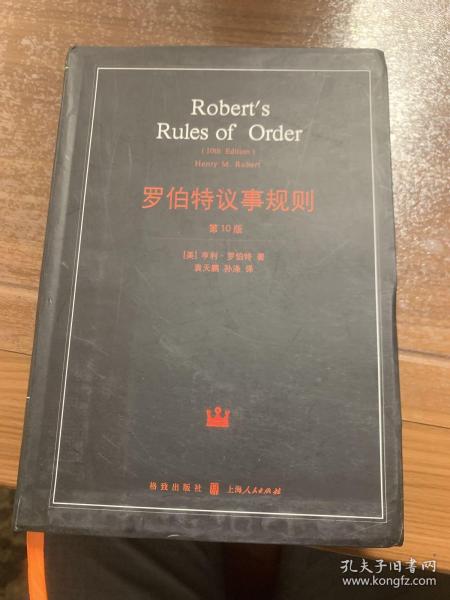 Robert's
Rules of Order
(10th Edition)
Henry M. Robert
罗伯特议事规则
第10版
[美] 亨利·罗伯特 著
袁天鹏 孙涤 译
格致出版社 上海人民出版社
孔夫子旧书网
www.kongfz.com